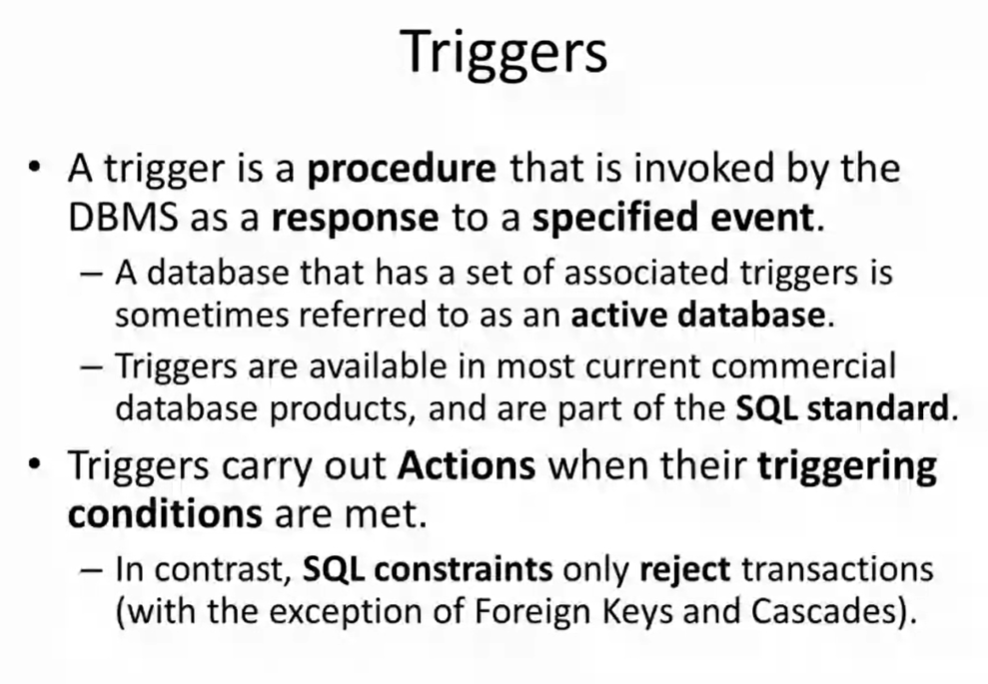 Triggers
• A trigger is a procedure that is invoked by the
DBMS as a response to a specified event.
– A database that has a set of associated triggers is
sometimes referred to as an active database.
– Triggers are available in most current commercial
database products, and are part of the SQL standard.
• Triggers carry out Actions when their triggering
conditions are met.
– In contrast, SQL constraints only reject transactions
(with the exception of Foreign Keys and Cascades).